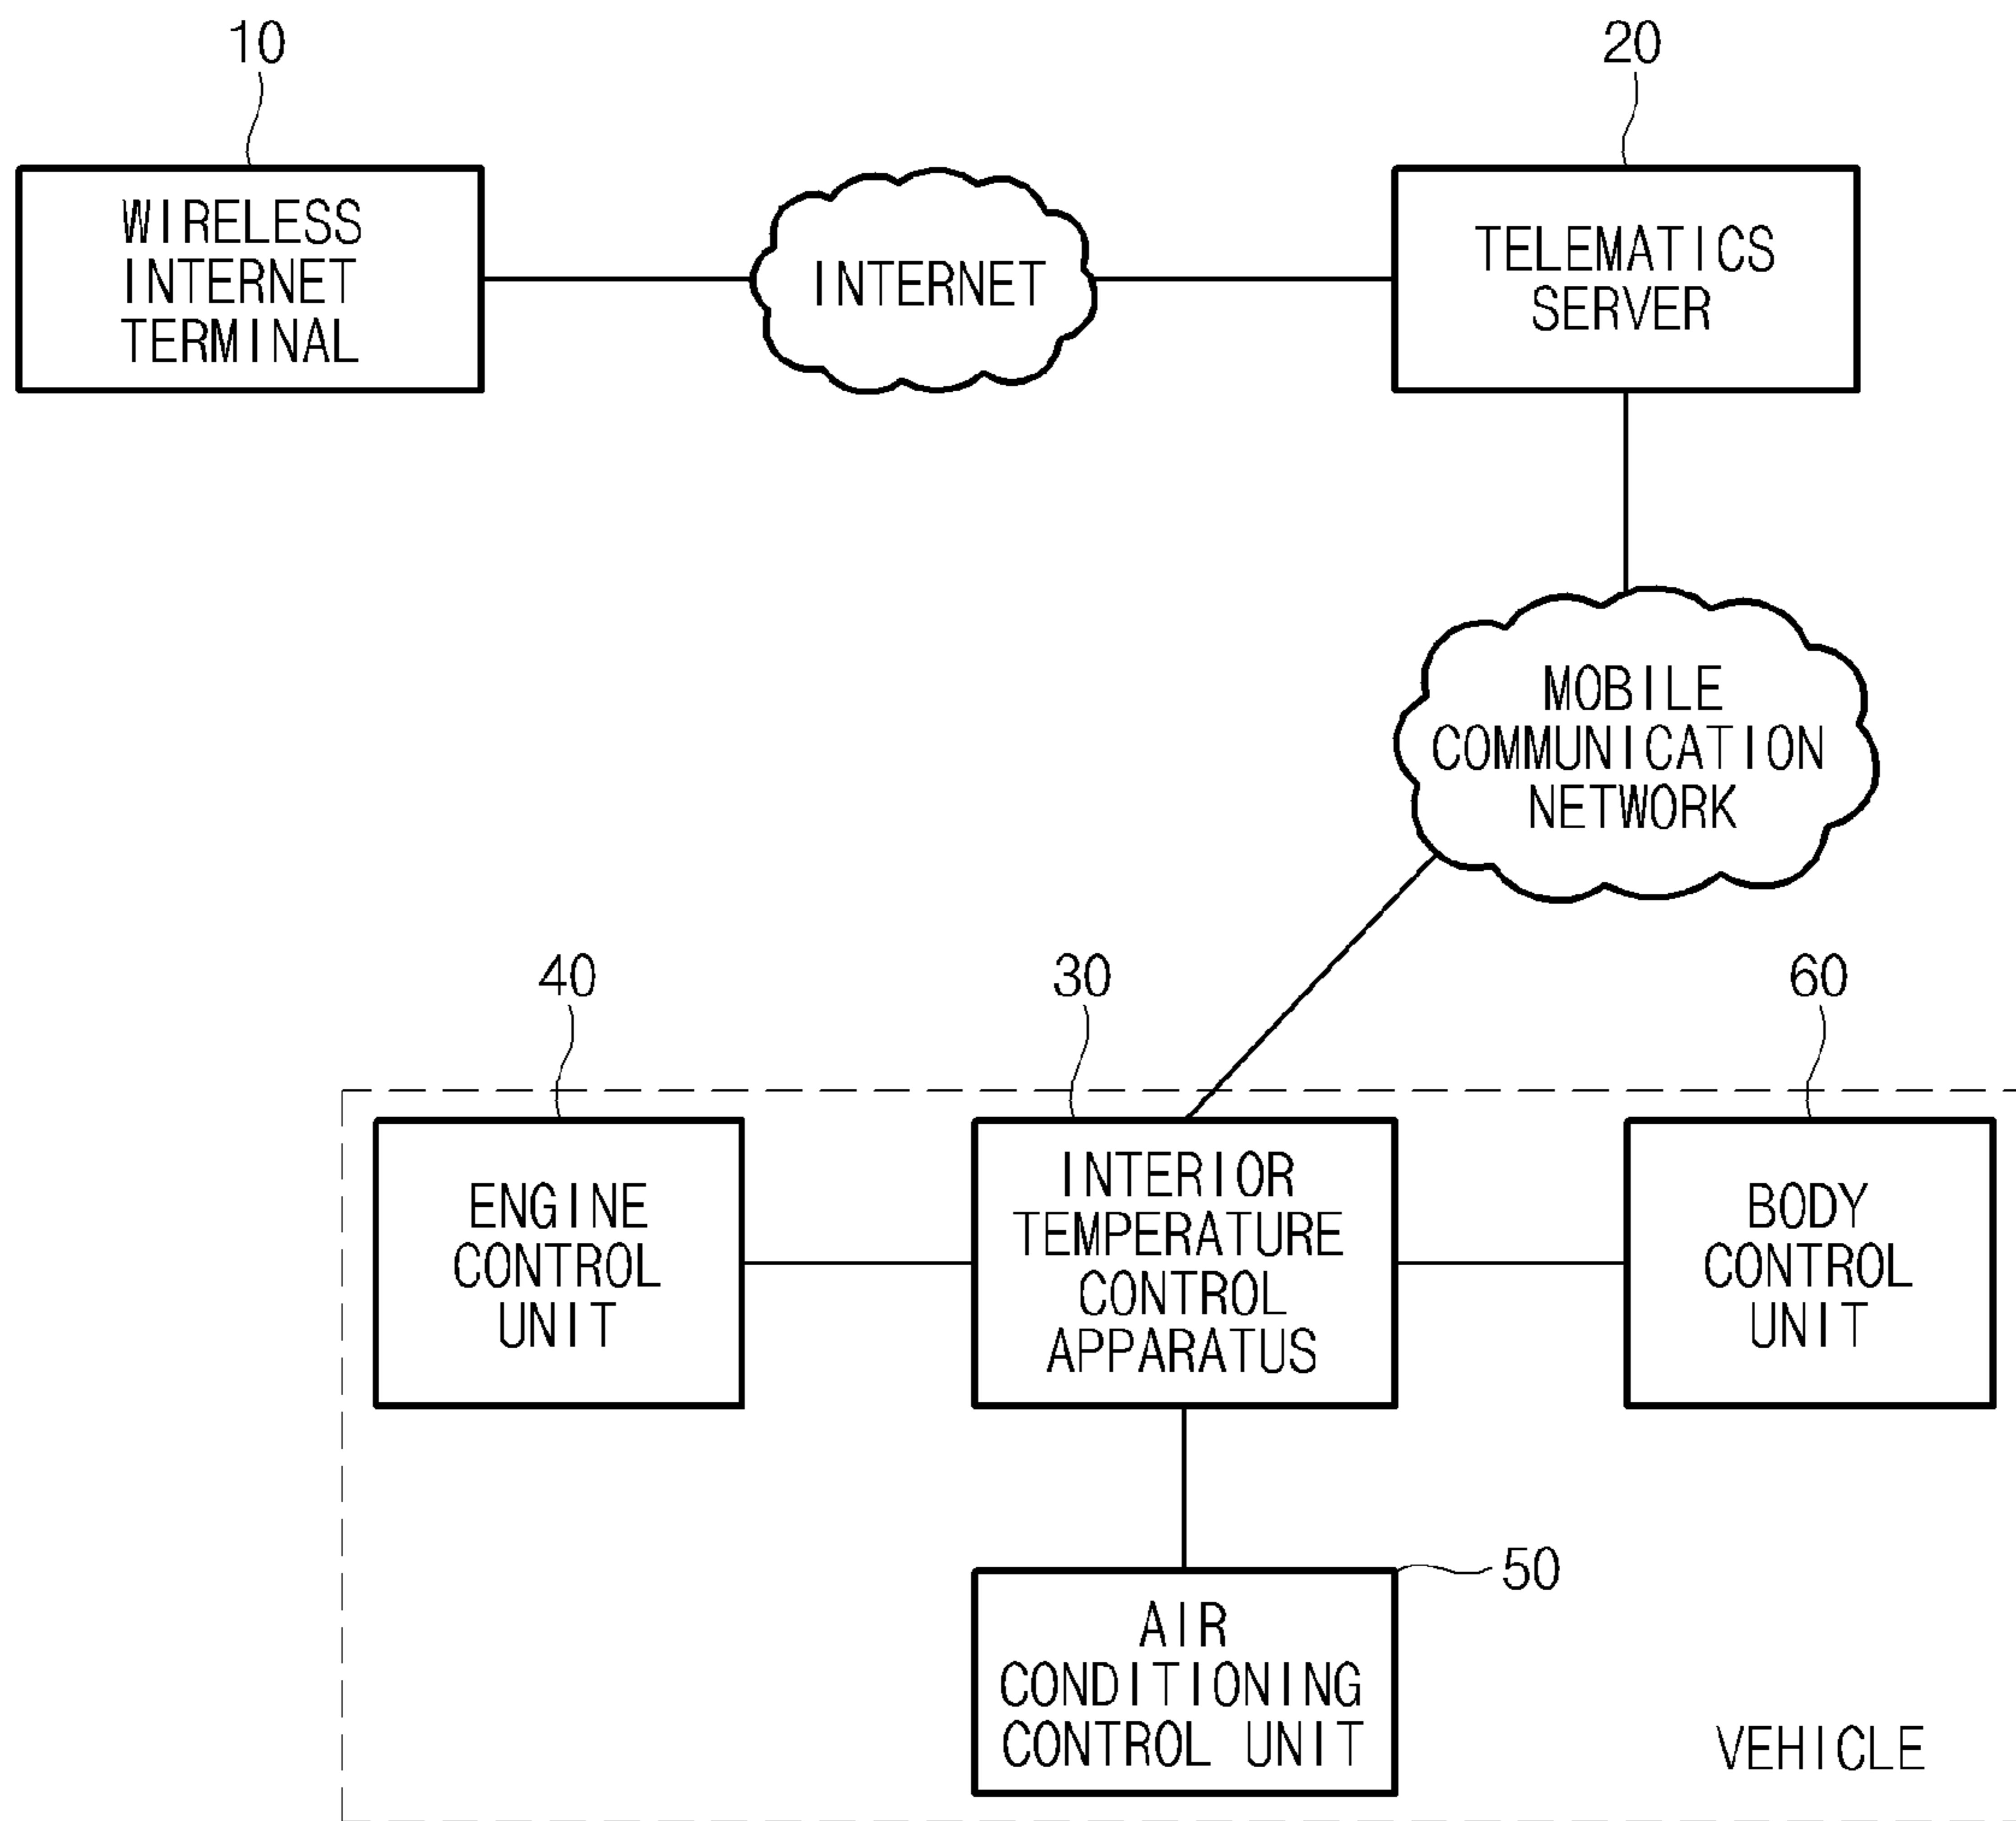 10
20
WIRELESS
INTERNET
TERMINAL
INTERNET
TELEMATICS
SERVER
MOBILE
COMMUNICATION
NETWORK
40
30
60
ENGINE
CONTROL
UNIT
INTERIOR
TEMPERATURE
CONTROL
APPARATUS
BODY
CONTROL
UNIT
50
AIR
CONDITIONING
CONTROL UNIT
VEHICLE